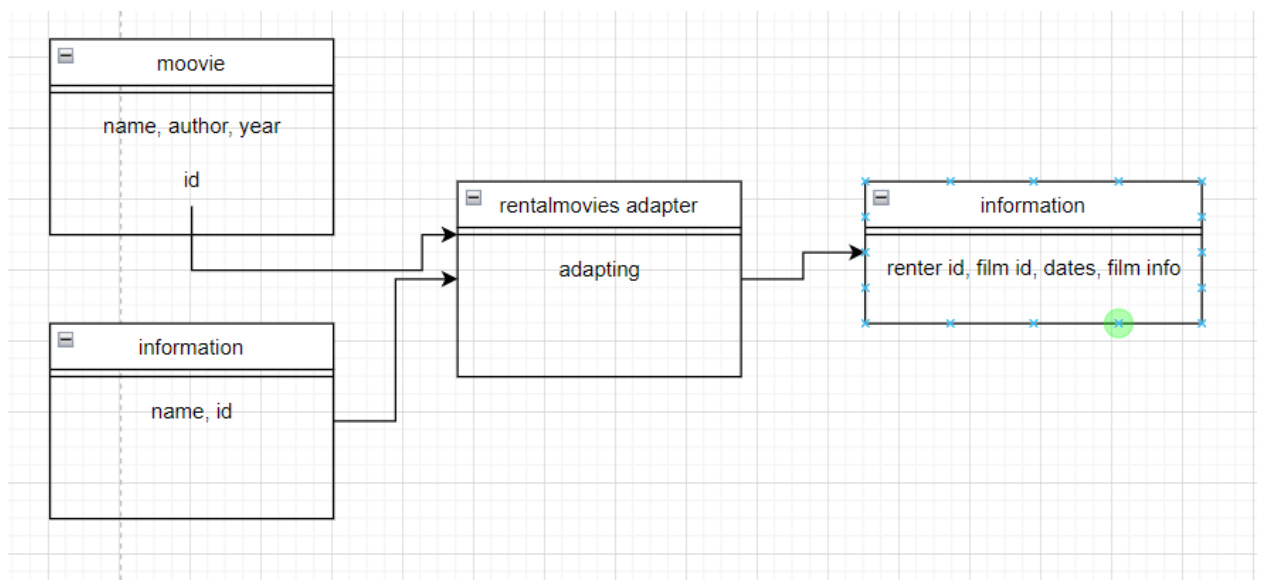 moovie
name, author, year
id
information
name, id
rentalmovies adapter
adapting
information
renter id, film id, dates, film info